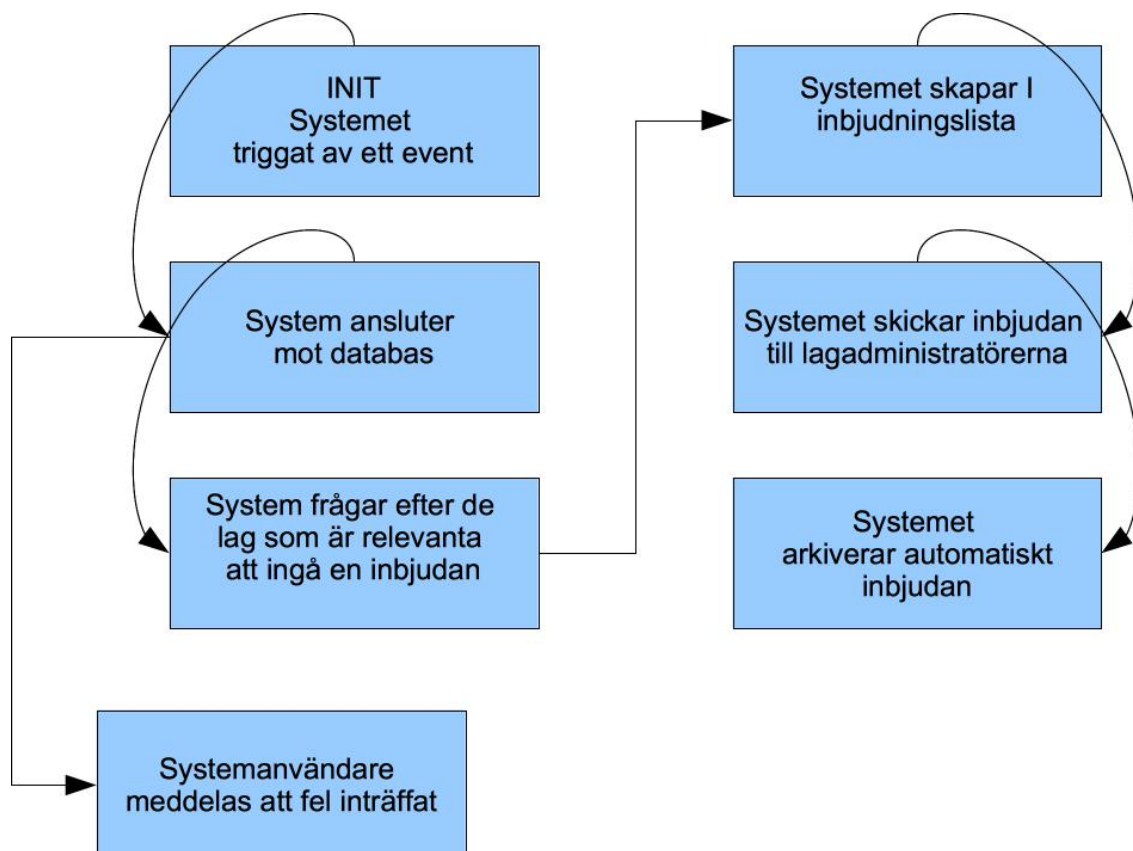 INIT
Systemet
triggat av ett event
System ansluter
mot databas
System frågar efter de
lag som är relevanta
att ingå en inbjudan
Systemanvändare
meddelas att fel inträffat
Systemet skapar I
inbjudningslista
Systemet skickar inbjudan
till lagadministratörerna
Systemet
arkiverar automatiskt
inbjudan